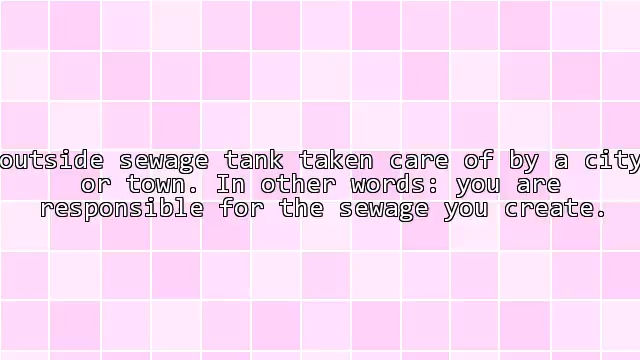 outside sewage tank taken care of by a city
or town. In other words: you are
responsible for the sewage you create.